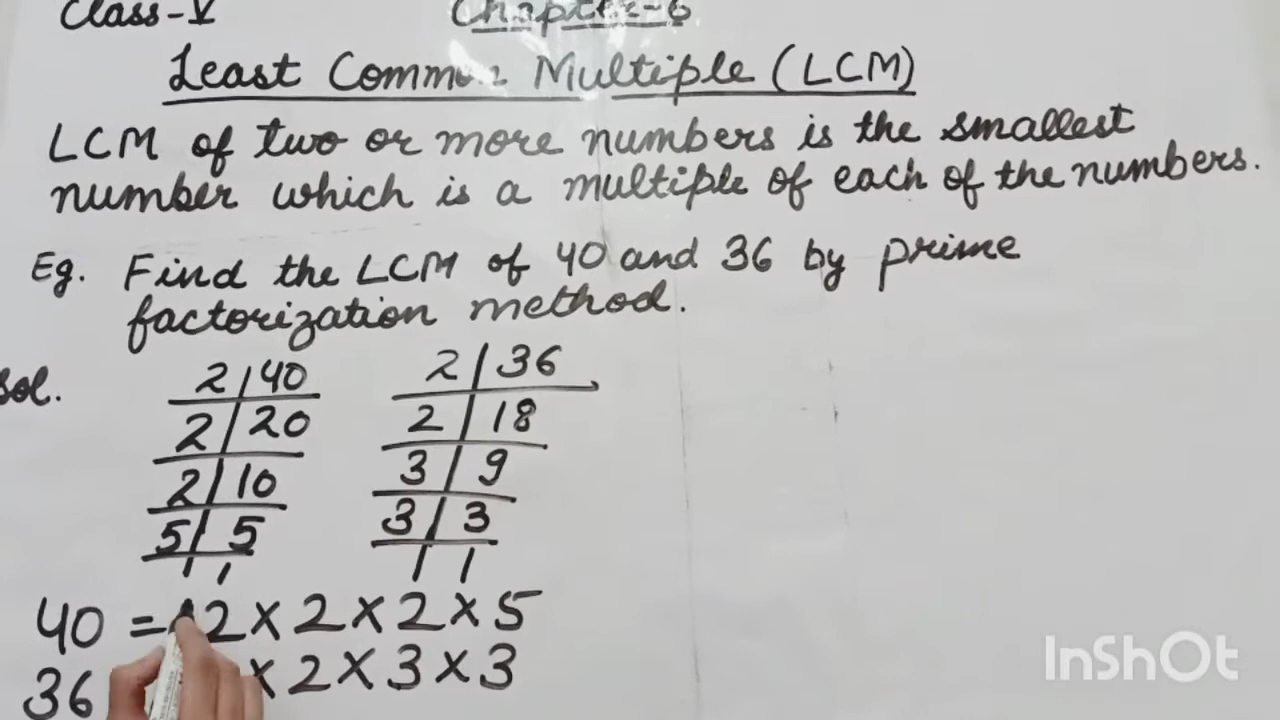 Class-V Chapter-6
Least Common Multiple (LCM)
LCM of two or more numbers is the smallest
number which is a multiple of each of the numbers.
Eg. Find the LCM of 40 and 36 by prime
factorization method.
Sol.
2 | 40
2 | 20
2 | 10
5 | 5
| 1
2 | 36
2 | 18
3 | 9
3 | 3
| 1
40 = 2 × 2 × 2 × 5
36 × 2 × 3 × 3
InShOt